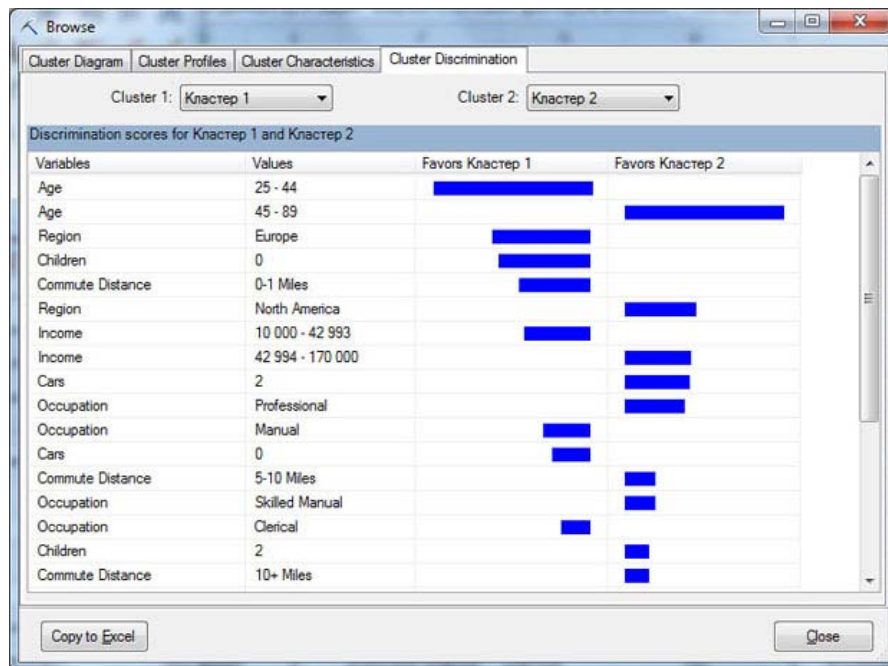 Browse
Cluster Diagram Cluster Profiles Cluster Characteristics Cluster Discrimination
Cluster 1: Кластер 1 Cluster 2: Кластер 2
Discrimination scores for Кластер 1 and Кластер 2
Variables Values Favors Кластер 1 Favors Кластер 2
Age 25 - 44
Age 45 - 89
Region Europe
Children 0
Commute Distance 0-1 Miles
Region North America
Income 10 000 - 42 993
Income 42 994 - 170 000
Cars 2
Occupation Professional
Occupation Manual
Cars 0
Commute Distance 5-10 Miles
Occupation Skilled Manual
Occupation Clerical
Children 2
Commute Distance 10+ Miles
Copy to Excel Close